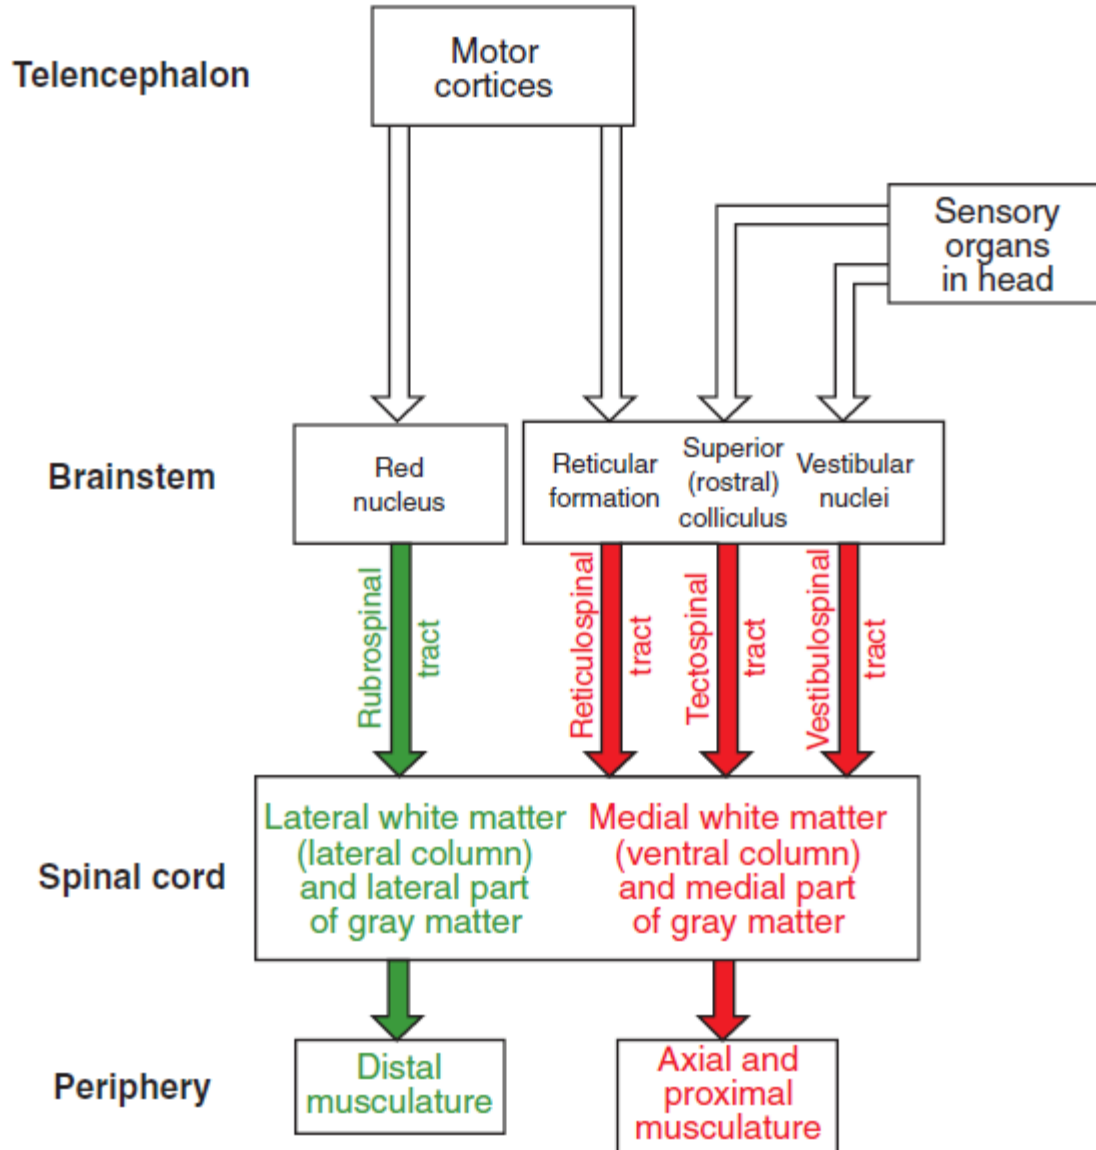 Telencephalon
Motor
cortices
Sensory
organs
in head
Brainstem
Red
nucleus
Reticular
formation
Superior
(rostral)
colliculus
Vestibular
nuclei
Rubrospinal
tract
Reticulospinal
tract
Tectospinal
tract
Vestibulospinal
tract
Spinal cord
Lateral white matter
(lateral column)
and lateral part
of gray matter
Medial white matter
(ventral column)
and medial part
of gray matter
Periphery
Distal
musculature
Axial and
proximal
musculature